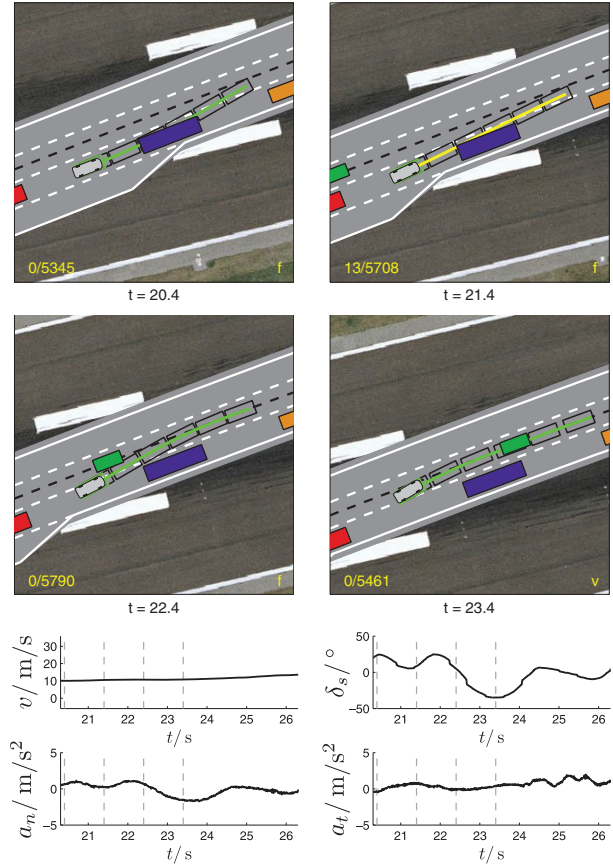 0/5345 f
13/5708 f
t = 20.4
t = 21.4
0/5790 f
0/5461 v
t = 22.4
t = 23.4
v/ m/s
30
20
10
0
21 22 23 24 25 26
t/ s
δₛ/ °
50
0
−50
21 22 23 24 25 26
t/ s
aₙ/ m/s²
5
0
−5
21 22 23 24 25 26
t/ s
aₜ/ m/s²
5
0
−5
21 22 23 24 25 26
t/ s